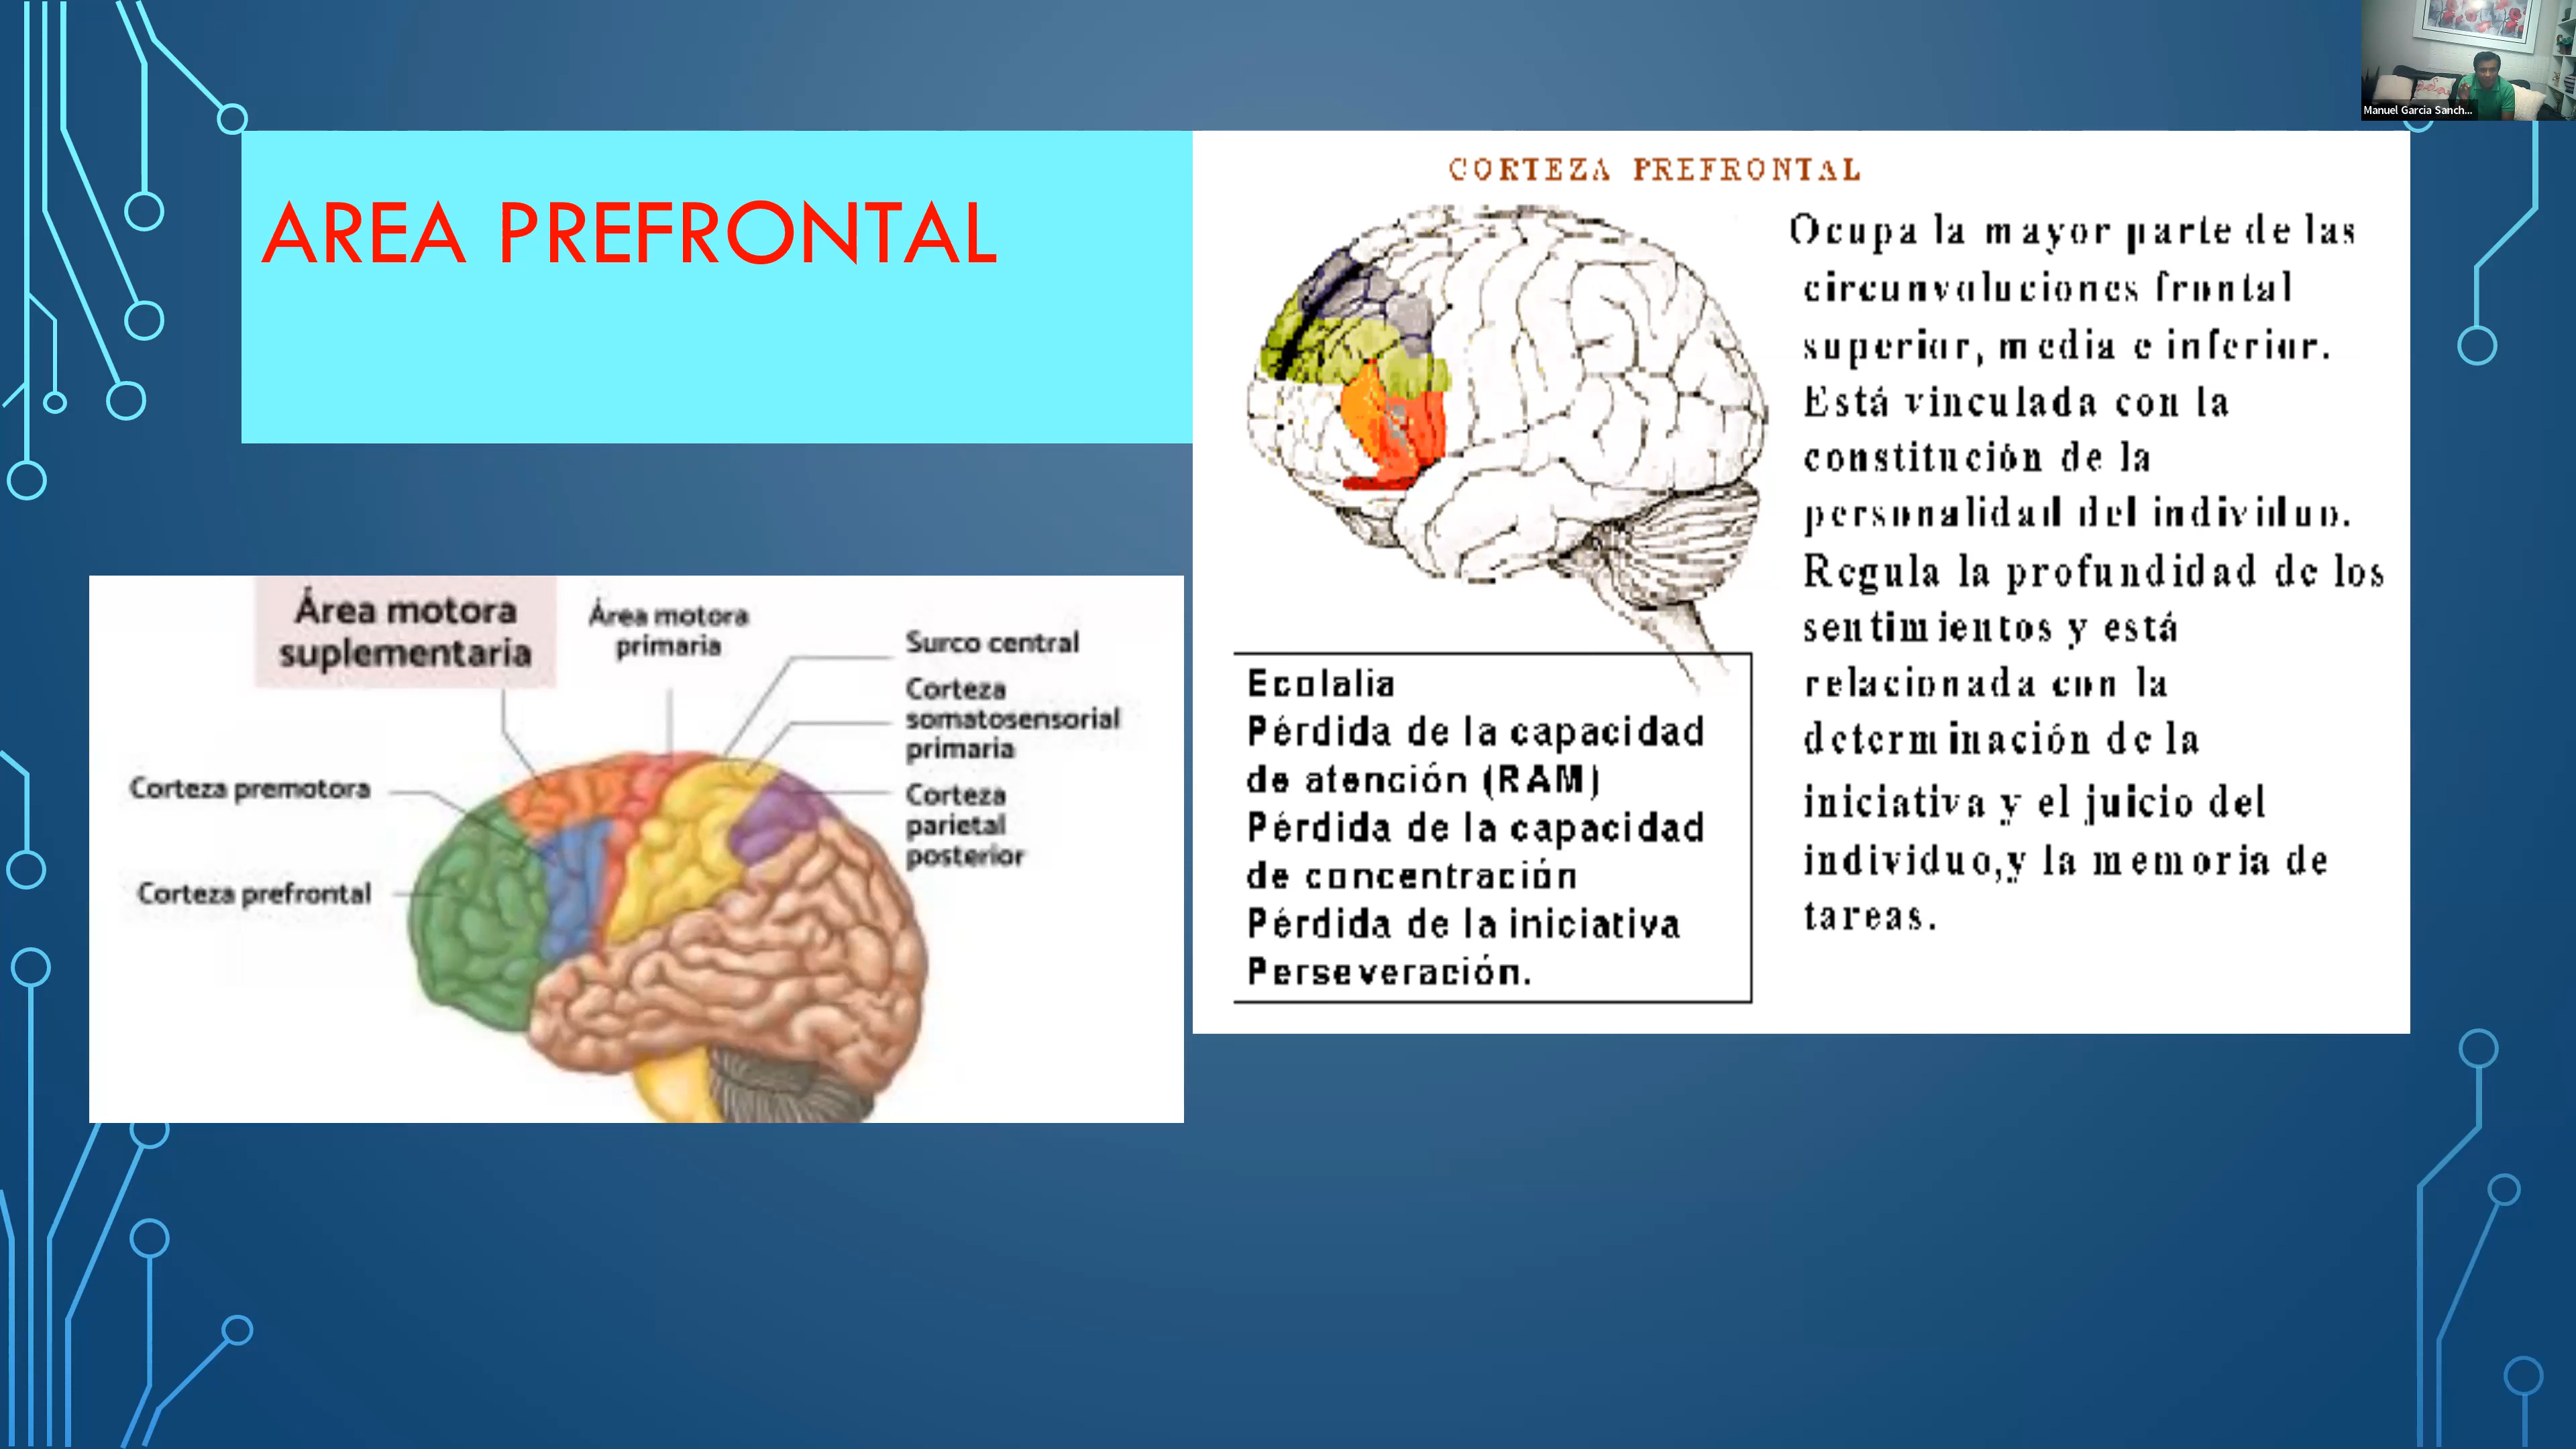 Manuel Garcia Sanch...
AREA PREFRONTAL
CORTEZA PREFRONTAL
Ocupa la mayor parte de las
circunvoluciones frontal
superior, media e inferior.
Está vinculada con la
constitución de la
personalidad del individuo.
Regula la profundidad de los
sentimientos y está
relacionada con la
determinación de la
iniciativa y el juicio del
individuo,y la memoria de
tareas.
Ecolalia
Pérdida de la capacidad
de atención (RAM)
Pérdida de la capacidad
de concentración
Pérdida de la iniciativa
Perseveración.
Área motora
suplementaria
Área motora
primaria
Surco central
Corteza
somatosensorial
primaria
Corteza
parietal
posterior
Corteza premotora
Corteza prefrontal